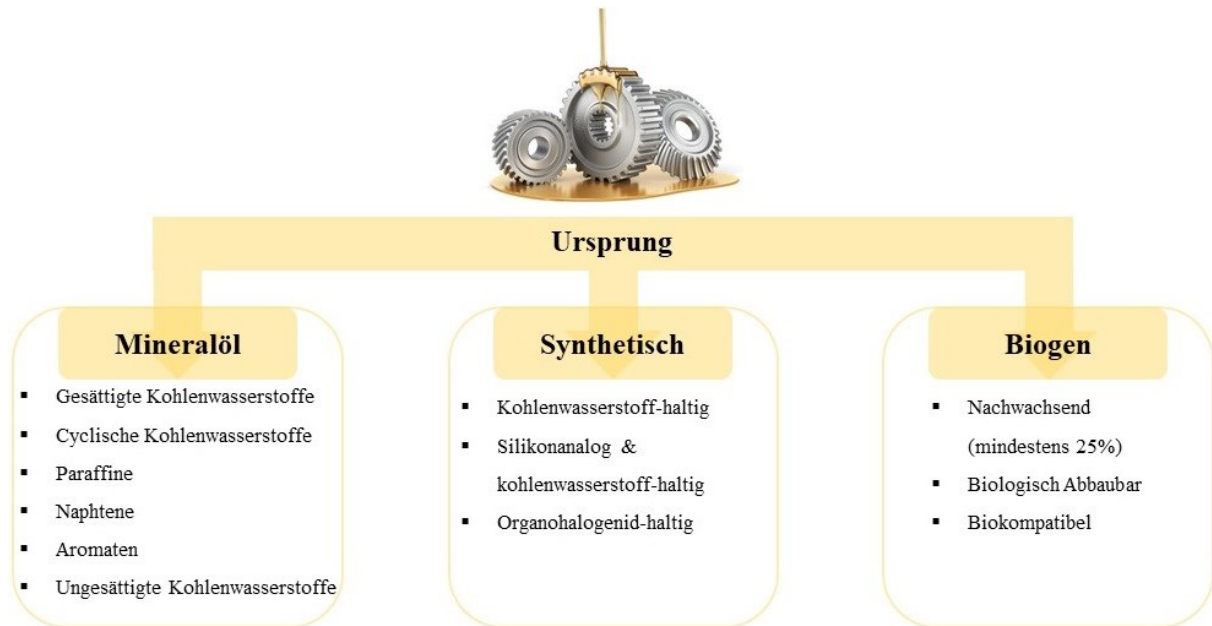 Ursprung
Mineralöl
▪ Gesättigte Kohlenwasserstoffe
▪ Cyclische Kohlenwasserstoffe
▪ Paraffine
▪ Naphtene
▪ Aromaten
▪ Ungesättigte Kohlenwasserstoffe
Synthetisch
▪ Kohlenwasserstoff-haltig
▪ Silikonanalog &
kohlenwasserstoff-haltig
▪ Organohalogenid-haltig
Biogen
▪ Nachwachsend
(mindestens 25%)
▪ Biologisch Abbaubar
▪ Biokompatibel